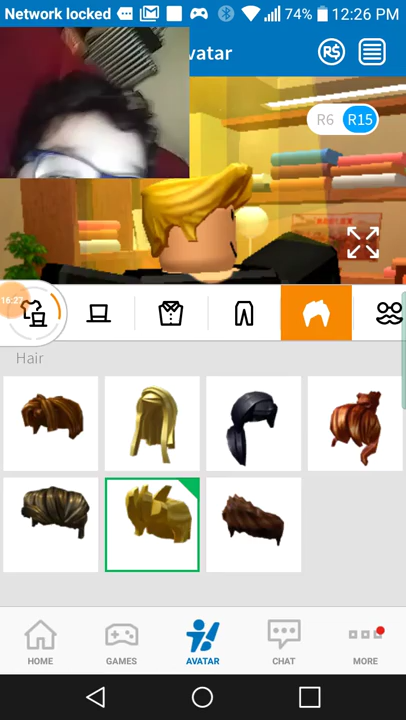 Network locked 74% 12:26 PM
vatar
R$
R6 R15
16:27
Hair
HOME GAMES AVATAR CHAT MORE